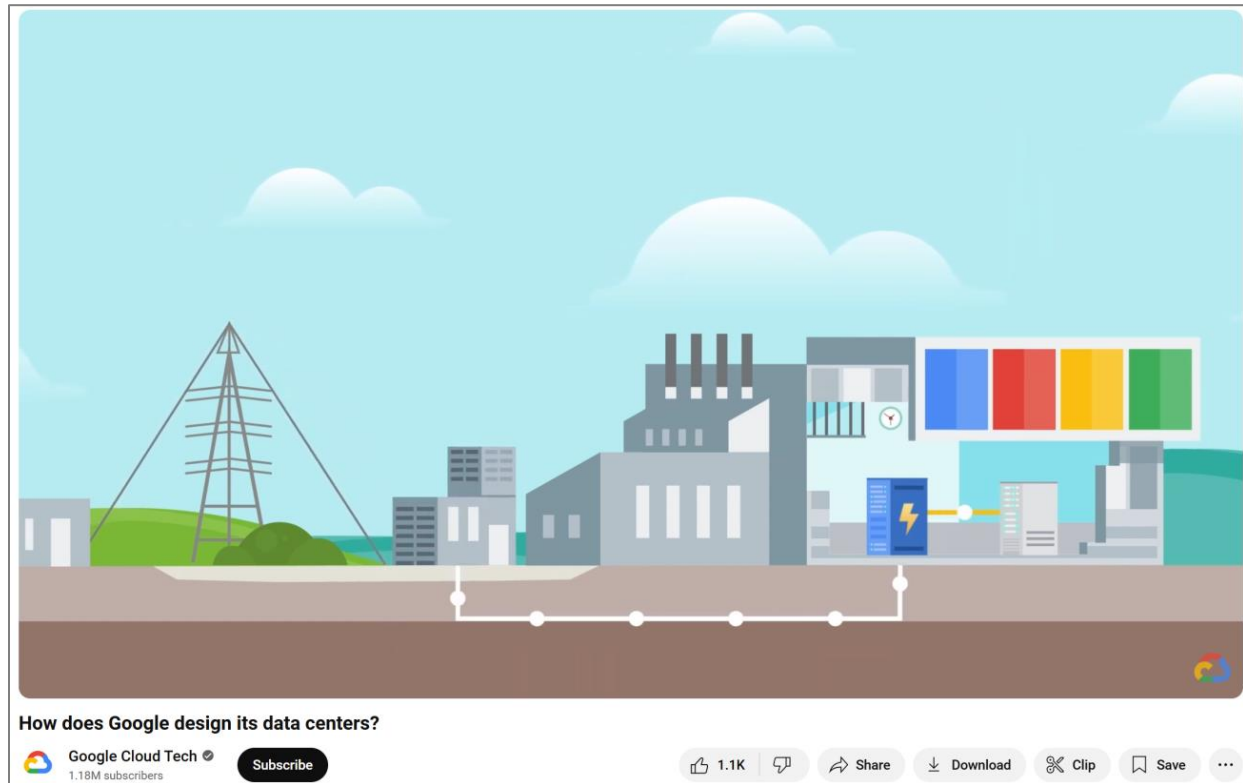 How does Google design its data centers?
Google Cloud Tech
1.18M subscribers
Subscribe
1.1K
Share
Download
Clip
Save